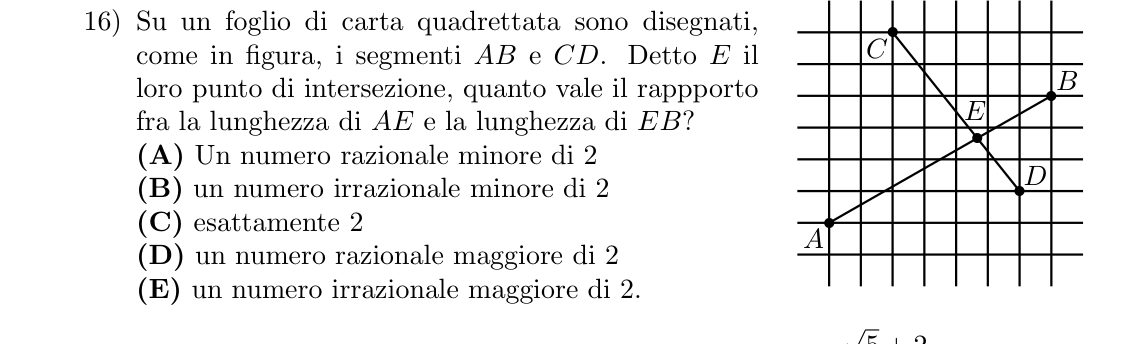 16) Su un foglio di carta quadrettata sono disegnati,
come in figura, i segmenti AB e CD. Detto E il
loro punto di intersezione, quanto vale il rappporto
fra la lunghezza di AE e la lunghezza di EB?
(A) Un numero razionale minore di 2
(B) un numero irrazionale minore di 2
(C) esattamente 2
(D) un numero razionale maggiore di 2
(E) un numero irrazionale maggiore di 2.
C
B
E
D
A